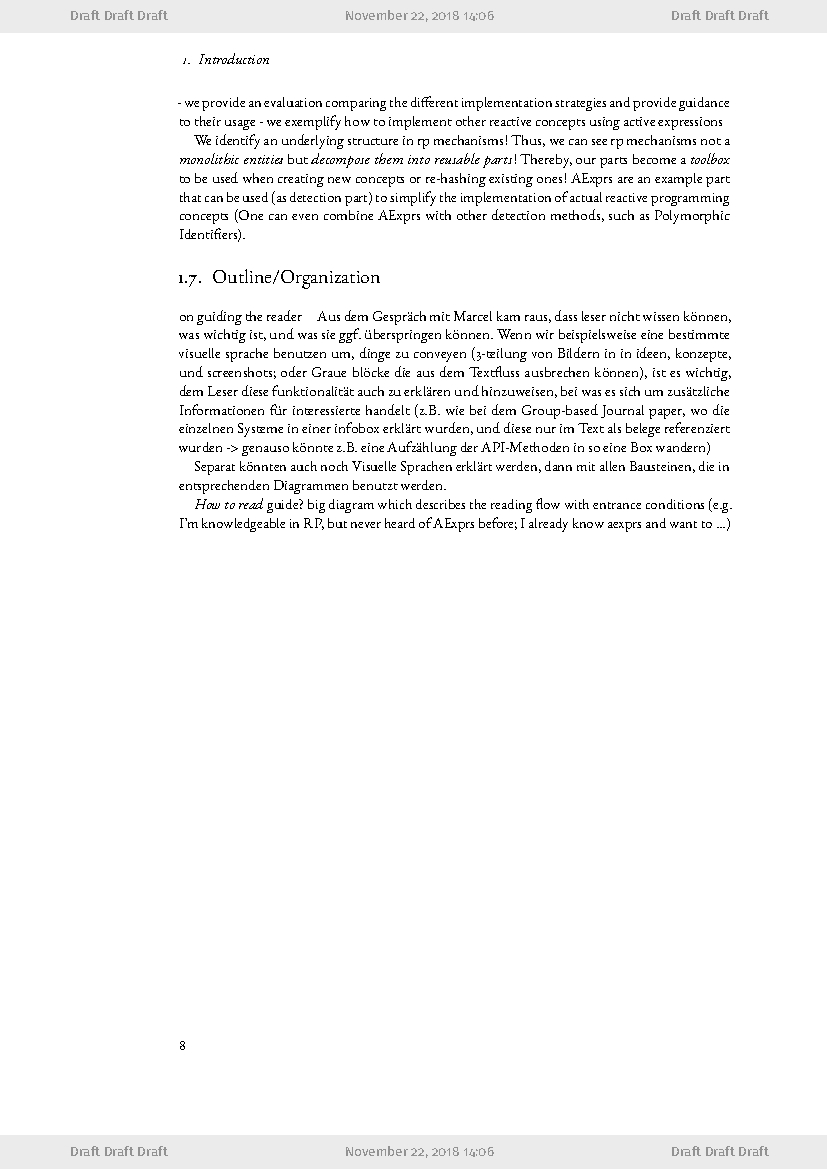 Draft Draft Draft November 22, 2018 14:06 Draft Draft Draft
1. Introduction
- we provide an evaluation comparing the different implementation strategies and provide guidance
to their usage - we exemplify how to implement other reactive concepts using active expressions
We identify an underlying structure in rp mechanisms! Thus, we can see rp mechanisms not a
monolithic entities but decompose them into reusable parts! Thereby, our parts become a toolbox
to be used when creating new concepts or re-hashing existing ones! AExprs are an example part
that can be used (as detection part) to simplify the implementation of actual reactive programming
concepts (One can even combine AExprs with other detection methods, such as Polymorphic
Identifiers).
1.7. Outline/Organization
on guiding the reader Aus dem Gespräch mit Marcel kam raus, dass leser nicht wissen können,
was wichtig ist, und was sie ggf. überspringen können. Wenn wir beispielsweise eine bestimmte
visuelle sprache benutzen um, dinge zu conveyen (3-teilung von Bildern in in ideen, konzepte,
und screenshots; oder Graue blöcke die aus dem Textfluss ausbrechen können), ist es wichtig,
dem Leser diese funktionalität auch zu erklären und hinzuweisen, bei was es sich um zusätzliche
Informationen für interessierte handelt (z.B. wie bei dem Group-based Journal paper, wo die
einzelnen Systeme in einer infobox erklärt wurden, und diese nur im Text als belege referenziert
wurden -> genauso könnte z.B. eine Aufzählung der API-Methoden in so eine Box wandern)
Separat könnten auch noch Visuelle Sprachen erklärt werden, dann mit allen Bausteinen, die in
entsprechenden Diagrammen benutzt werden.
How to read guide? big diagram which describes the reading flow with entrance conditions (e.g.
I'm knowledgeable in RP, but never heard of AExprs before; I already know aexprs and want to ...)
8
Draft Draft Draft November 22, 2018 14:06 Draft Draft Draft